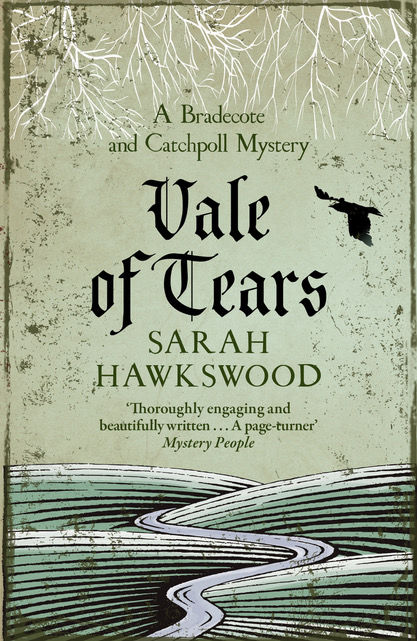 A Bradecote
and Catchpoll Mystery
Vale
of Tears
SARAH
HAWKSWOOD
‘Thoroughly engaging and
beautifully written . . . A page-turner’
Mystery People